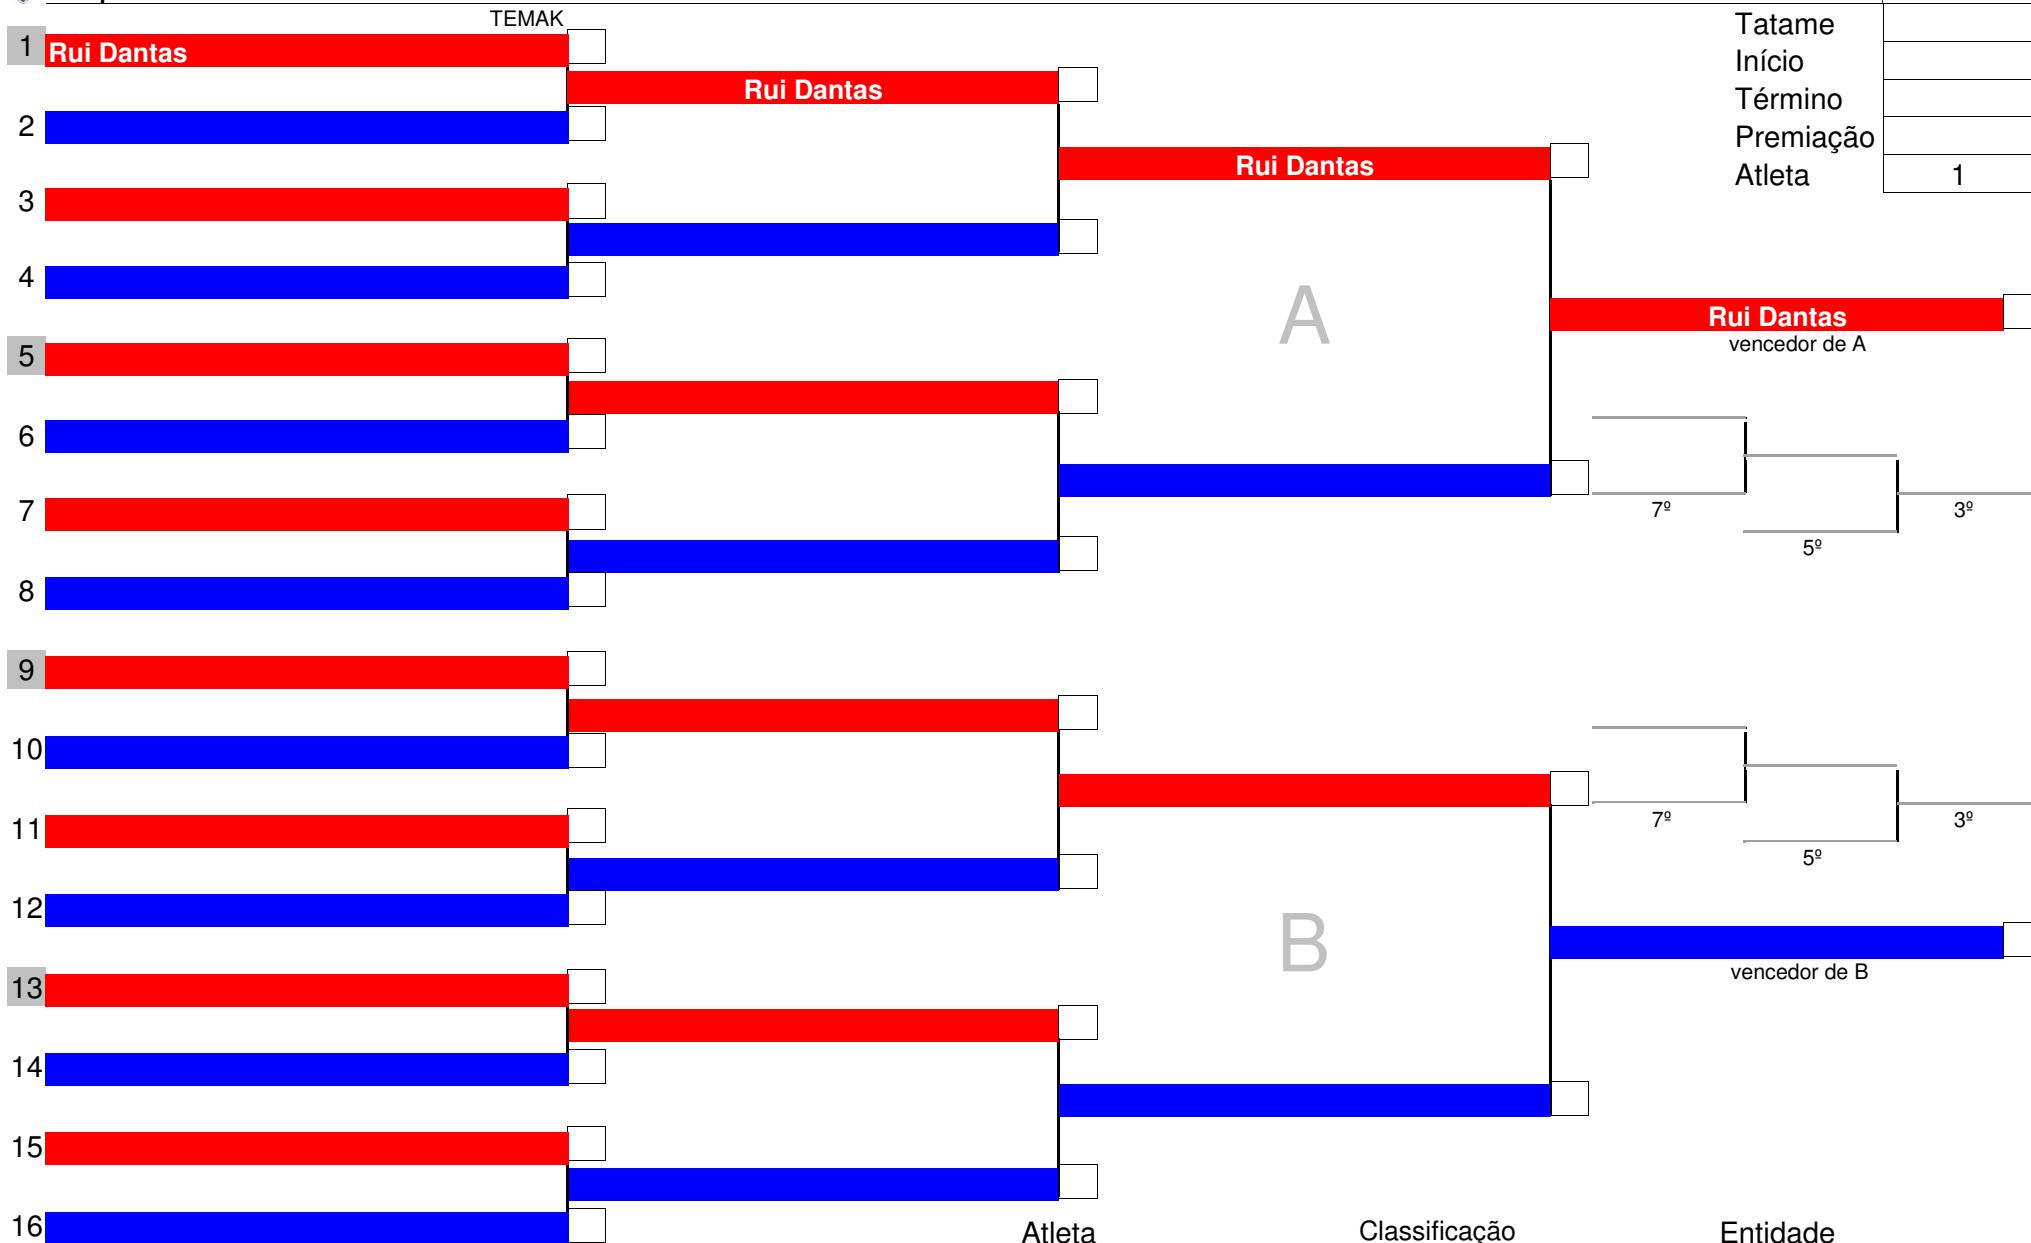 TEMAK
Tatame
1 Rui Dantas
Início
Rui Dantas
Término
2
Premiação
Rui Dantas
Atleta 1
3
4
A
Rui Dantas
vencedor de A
5
6
7
7º 3º
5º
8
9
10
11
7º 3º
5º
12
B
vencedor de B
13
14
15
16
Atleta Classificação Entidade